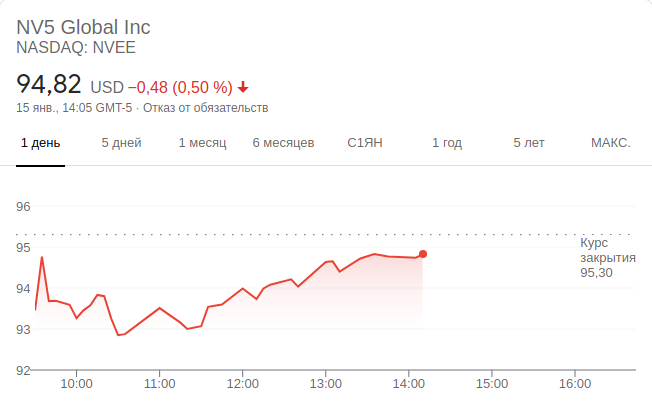 NV5 Global Inc
NASDAQ: NVEE
94,82 USD −0,48 (0,50 %)
15 янв., 14:05 GMT-5 · Отказ от обязательств
1 день 5 дней 1 месяц 6 месяцев С1ЯН 1 год 5 лет МАКС.
96
95
94
93
92
Курс
закрытия
95,30
10:00 11:00 12:00 13:00 14:00 15:00 16:00